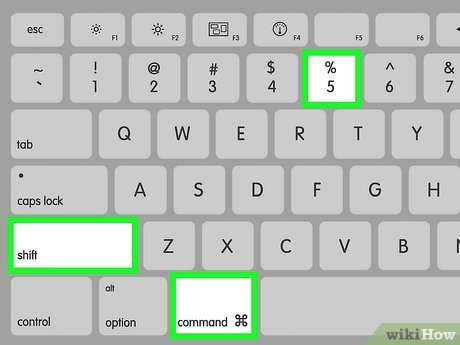 esc F1 F2 F3 F4 F5 F6
~ ! @ # $ % ^ &
` 1 2 3 4 5 6 7
tab Q W E R T Y
caps lock A S D F G H
shift Z X C V B
alt
control option command ⌘
wikiHow